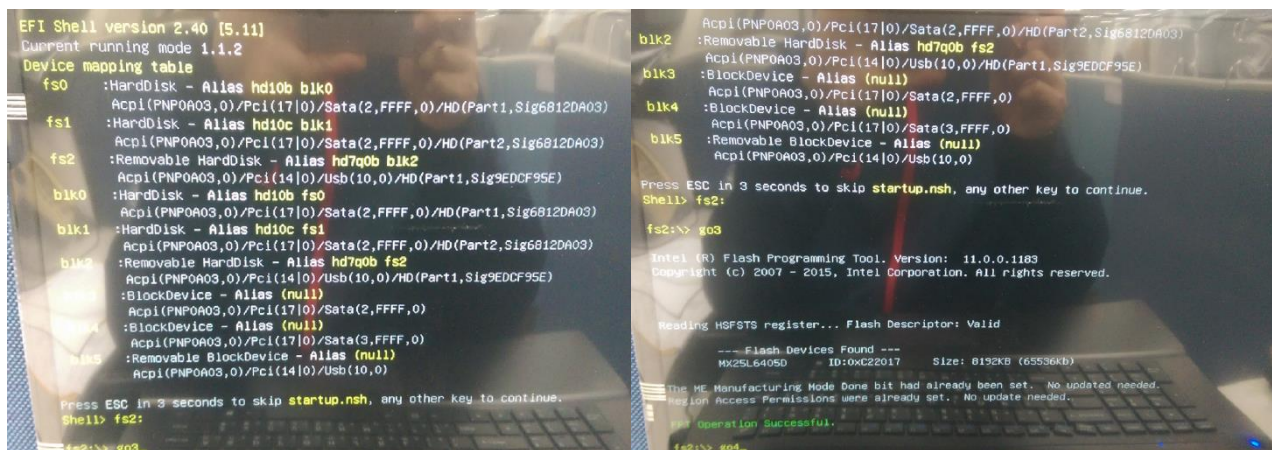 EFI Shell version 2.40 [5.11]
Current running mode 1.1.2
Device mapping table
fs0 :HardDisk - Alias hd10b blk0
Acpi(PNP0A03,0)/Pci(17|0)/Sata(2,FFFF,0)/HD(Part1,Sig6812DA03)
fs1 :HardDisk - Alias hd10c blk1
Acpi(PNP0A03,0)/Pci(17|0)/Sata(2,FFFF,0)/HD(Part2,Sig6812DA03)
fs2 :Removable HardDisk - Alias hd7q0b blk2
Acpi(PNP0A03,0)/Pci(14|0)/Usb(10,0)/HD(Part1,Sig9EDCF95E)
blk0 :HardDisk - Alias hd10b fs0
Acpi(PNP0A03,0)/Pci(17|0)/Sata(2,FFFF,0)/HD(Part1,Sig6812DA03)
blk1 :HardDisk - Alias hd10c fs1
Acpi(PNP0A03,0)/Pci(17|0)/Sata(2,FFFF,0)/HD(Part2,Sig6812DA03)
blk2 :Removable HardDisk - Alias hd7q0b fs2
Acpi(PNP0A03,0)/Pci(14|0)/Usb(10,0)/HD(Part1,Sig9EDCF95E)
:BlockDevice - Alias (null)
Acpi(PNP0A03,0)/Pci(17|0)/Sata(2,FFFF,0)
:BlockDevice - Alias (null)
Acpi(PNP0A03,0)/Pci(17|0)/Sata(3,FFFF,0)
:Removable BlockDevice - Alias (null)
Acpi(PNP0A03,0)/Pci(14|0)/Usb(10,0)
Press ESC in 3 seconds to skip startup.nsh, any other key to continue.
Shell> fs2:
fs2:\> go3
Acpi(PNP0A03,0)/Pci(17|0)/Sata(2,FFFF,0)/HD(Part2,Sig6812DA03)
blk2 :Removable HardDisk - Alias hd7q0b fs2
Acpi(PNP0A03,0)/Pci(14|0)/Usb(10,0)/HD(Part1,Sig9EDCF95E)
blk3 :BlockDevice - Alias (null)
Acpi(PNP0A03,0)/Pci(17|0)/Sata(2,FFFF,0)
blk4 :BlockDevice - Alias (null)
Acpi(PNP0A03,0)/Pci(17|0)/Sata(3,FFFF,0)
blk5 :Removable BlockDevice - Alias (null)
Acpi(PNP0A03,0)/Pci(14|0)/Usb(10,0)
Press ESC in 3 seconds to skip startup.nsh, any other key to continue.
Shell> fs2:
fs2:\> go3
Intel (R) Flash Programming Tool. Version: 11.0.0.1183
Copyright (c) 2007 - 2015, Intel Corporation. All rights reserved.
Reading HSFSTS register... Flash Descriptor: Valid
--- Flash Devices Found ---
MX25L6405D ID:0xC22017 Size: 8192KB (65536Kb)
The ME Manufacturing Mode Done bit had already been set. No updated needed.
Region Access Permissions were already set. No update needed.
FPT Operation Successful.
fs2:\> go4_